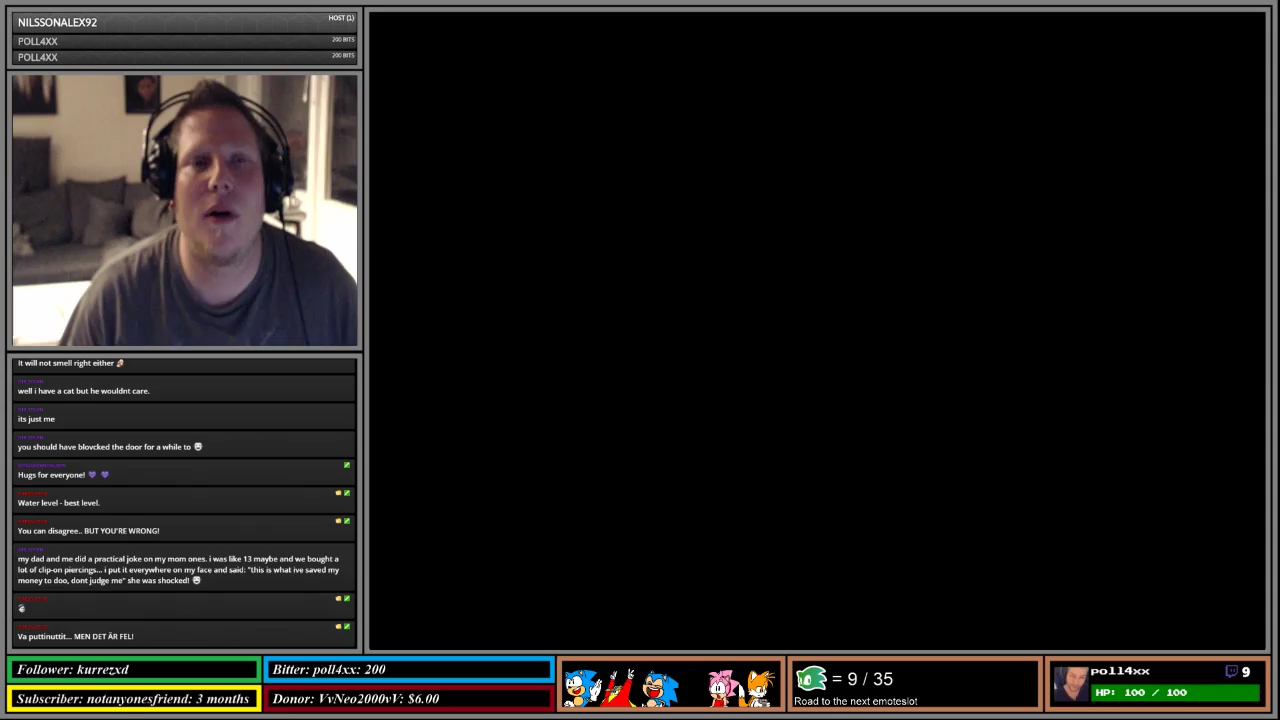 NILSSONALEX92
HOST (1)
POLL4XX
200 BITS
POLL4XX
200 BITS
It will not smell right either
well i have a cat but he wouldnt care.
its just me
you should have blovcked the door for a while to
Hugs for everyone!
Water level - best level.
You can disagree.. BUT YOU'RE WRONG!
my dad and me did a practical joke on my mom ones. i was like 13 maybe and we bought a
lot of clip-on piercings... i put it everywhere on my face and said: "this is what ive saved my
money to doo, dont judge me" she was shocked!
Va puttinuttit... MEN DET ÄR FEL!
Follower: kurrezxd
Bitter: poll4xx: 200
Subscriber: notanyonesfriend: 3 months
Donor: VvNeo2000vV: $6.00
= 9 / 35
Road to the next emoteslot
poll4xx
9
HP: 100 / 100